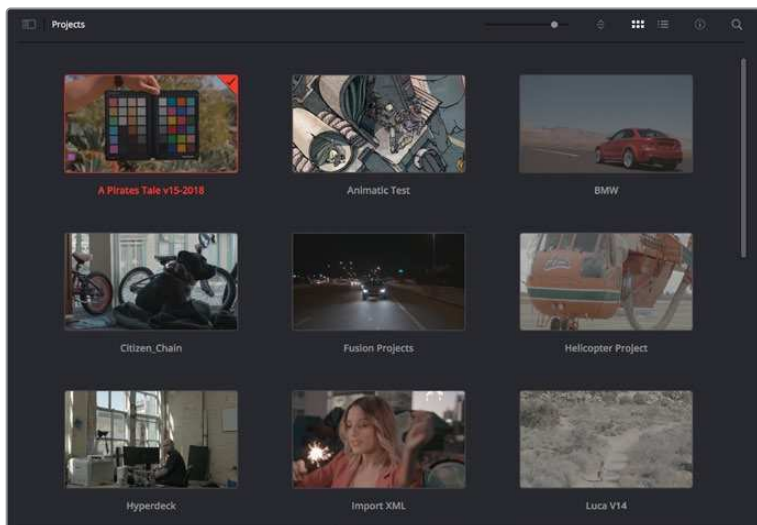 Projects
A Pirates Tale v15-2018
Animatic Test
BMW
Citizen_Chain
Fusion Projects
Helicopter Project
Hyperdeck
Import XML
Luca V14